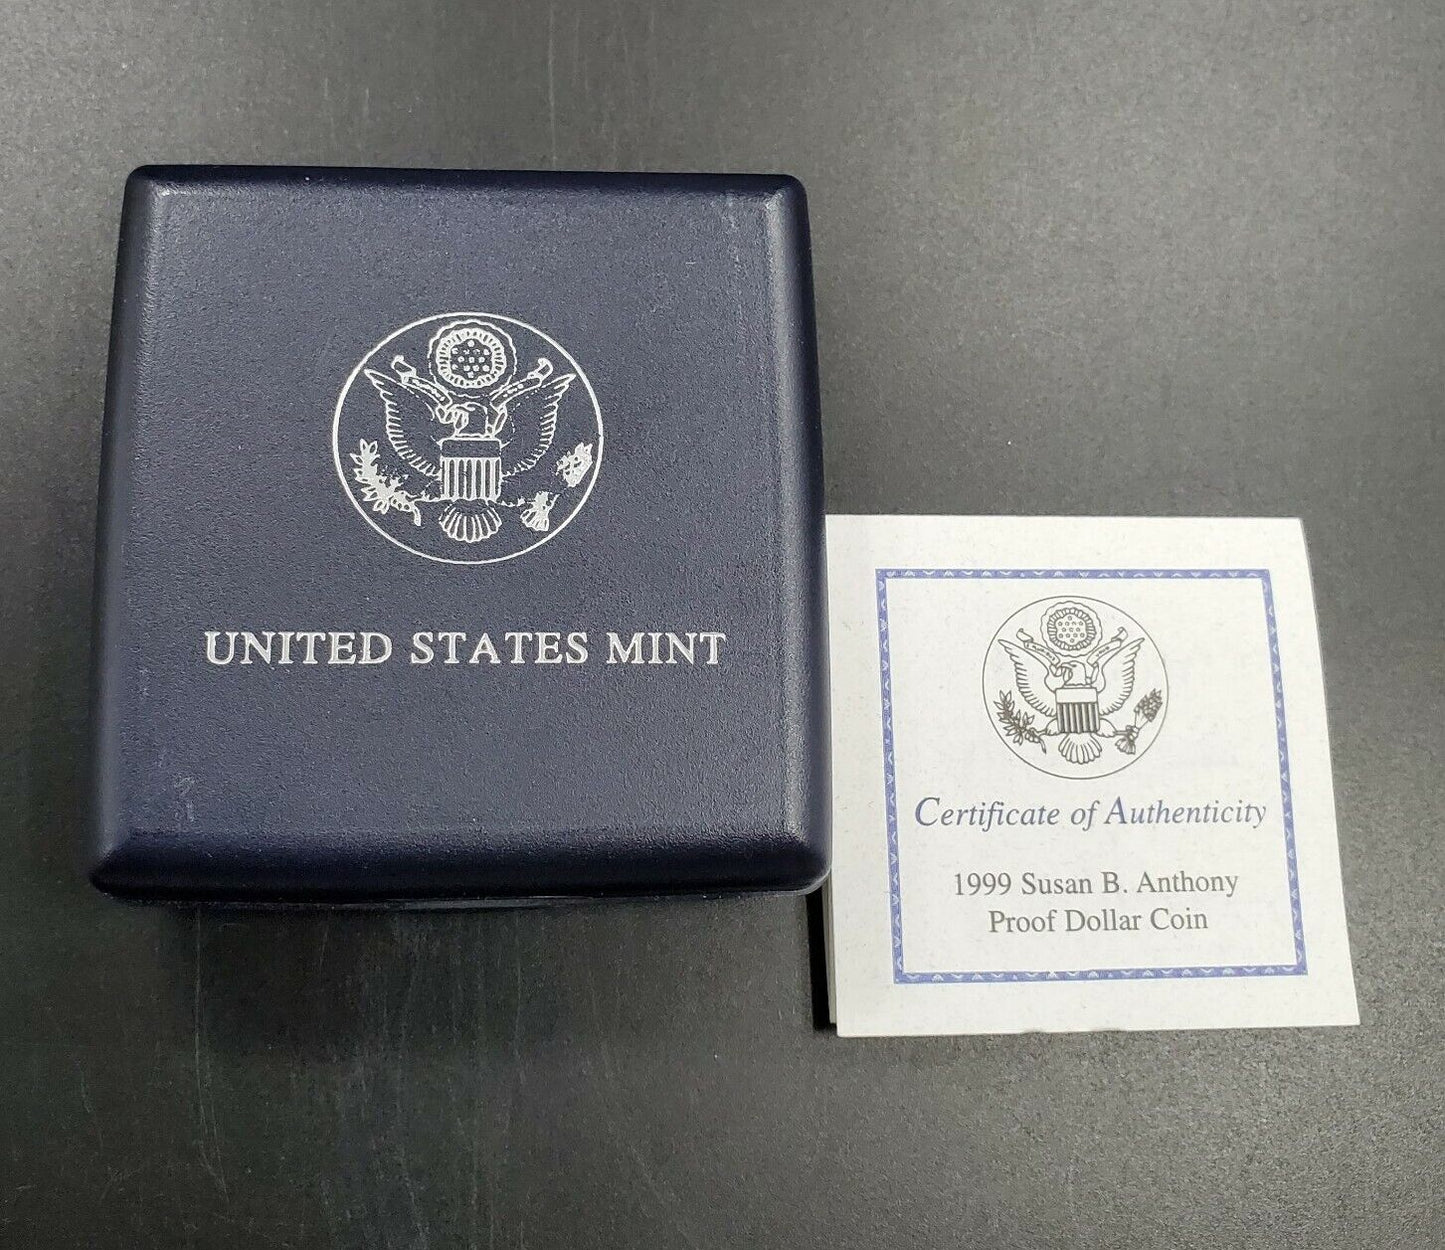 UNITED STATES MINT
Certificate of Authenticity
1999 Susan B. Anthony
Proof Dollar Coin